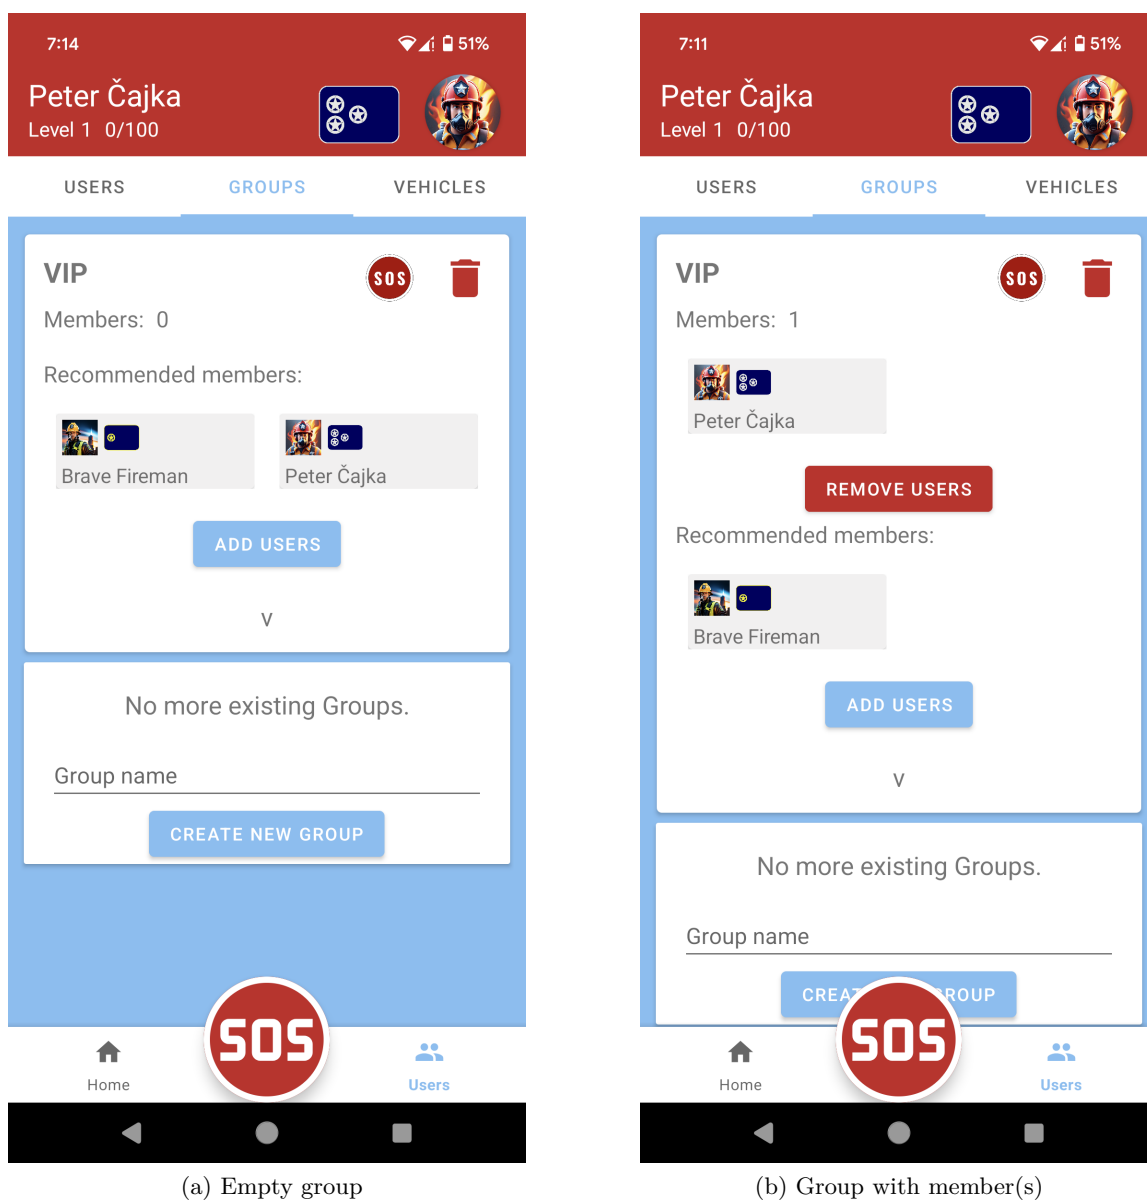 7:14
51%
Peter Čajka
Level 1 0/100
USERS GROUPS VEHICLES
VIP
SOS
Members: 0
Recommended members:
Brave Fireman
Peter Čajka
ADD USERS
v
No more existing Groups.
Group name
CREATE NEW GROUP
SOS
Home
Users
(a) Empty group
7:11
51%
Peter Čajka
Level 1 0/100
USERS GROUPS VEHICLES
VIP
SOS
Members: 1
Peter Čajka
REMOVE USERS
Recommended members:
Brave Fireman
ADD USERS
v
No more existing Groups.
Group name
CREA ROUP
SOS
Home
Users
(b) Group with member(s)